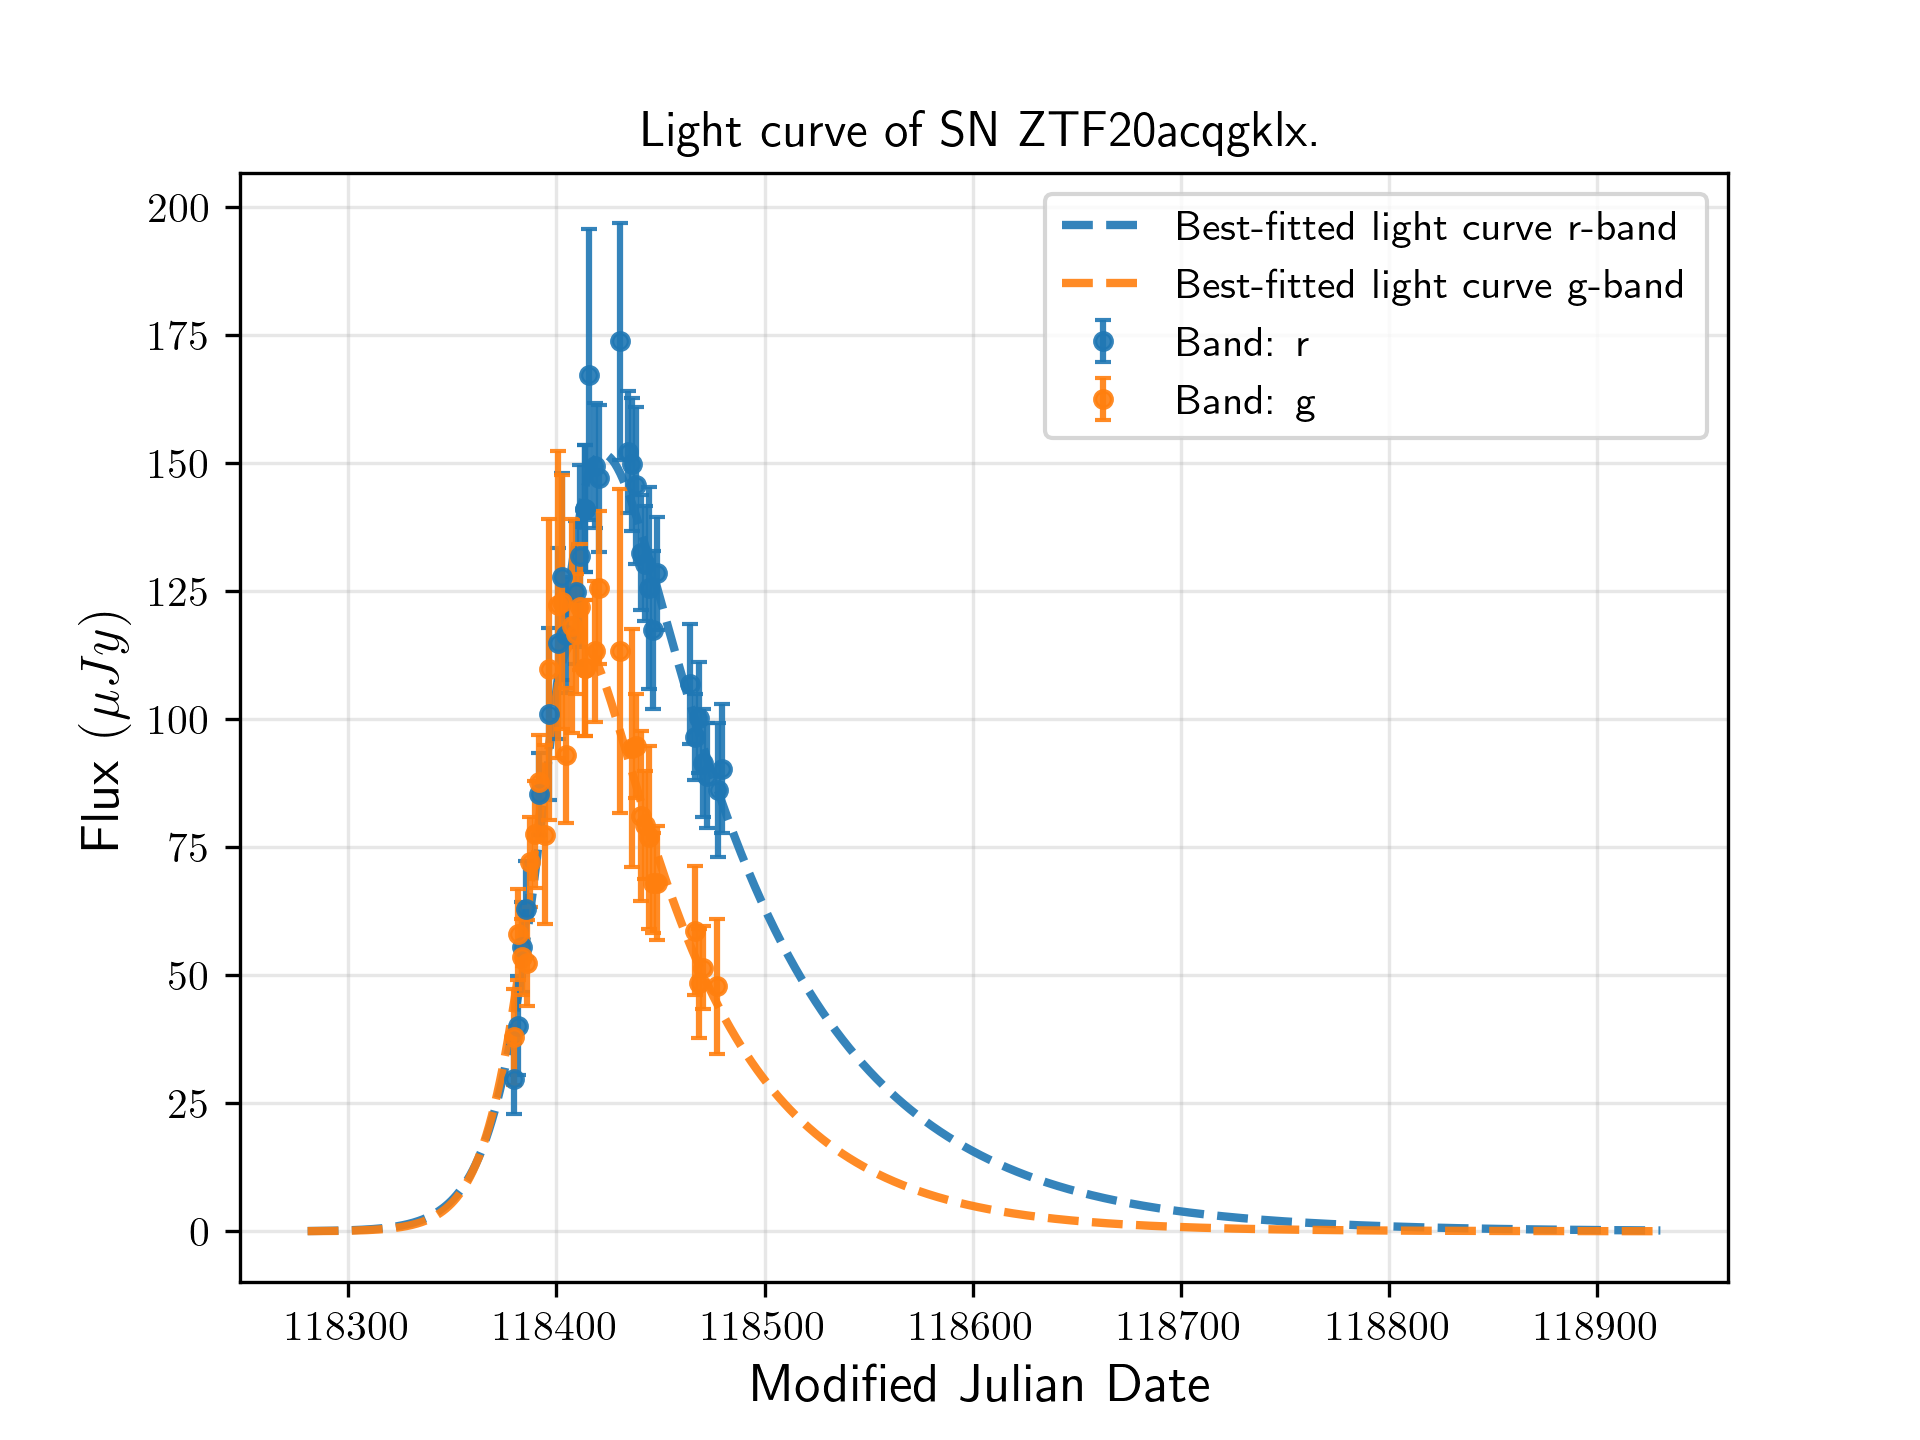 Light curve of SN ZTF20acqgklx.
200
175
150
125
100
75
50
25
0
Flux (μJy)
Best-fitted light curve r-band
Best-fitted light curve g-band
Band: r
Band: g
118300 118400 118500 118600 118700 118800 118900
Modified Julian Date